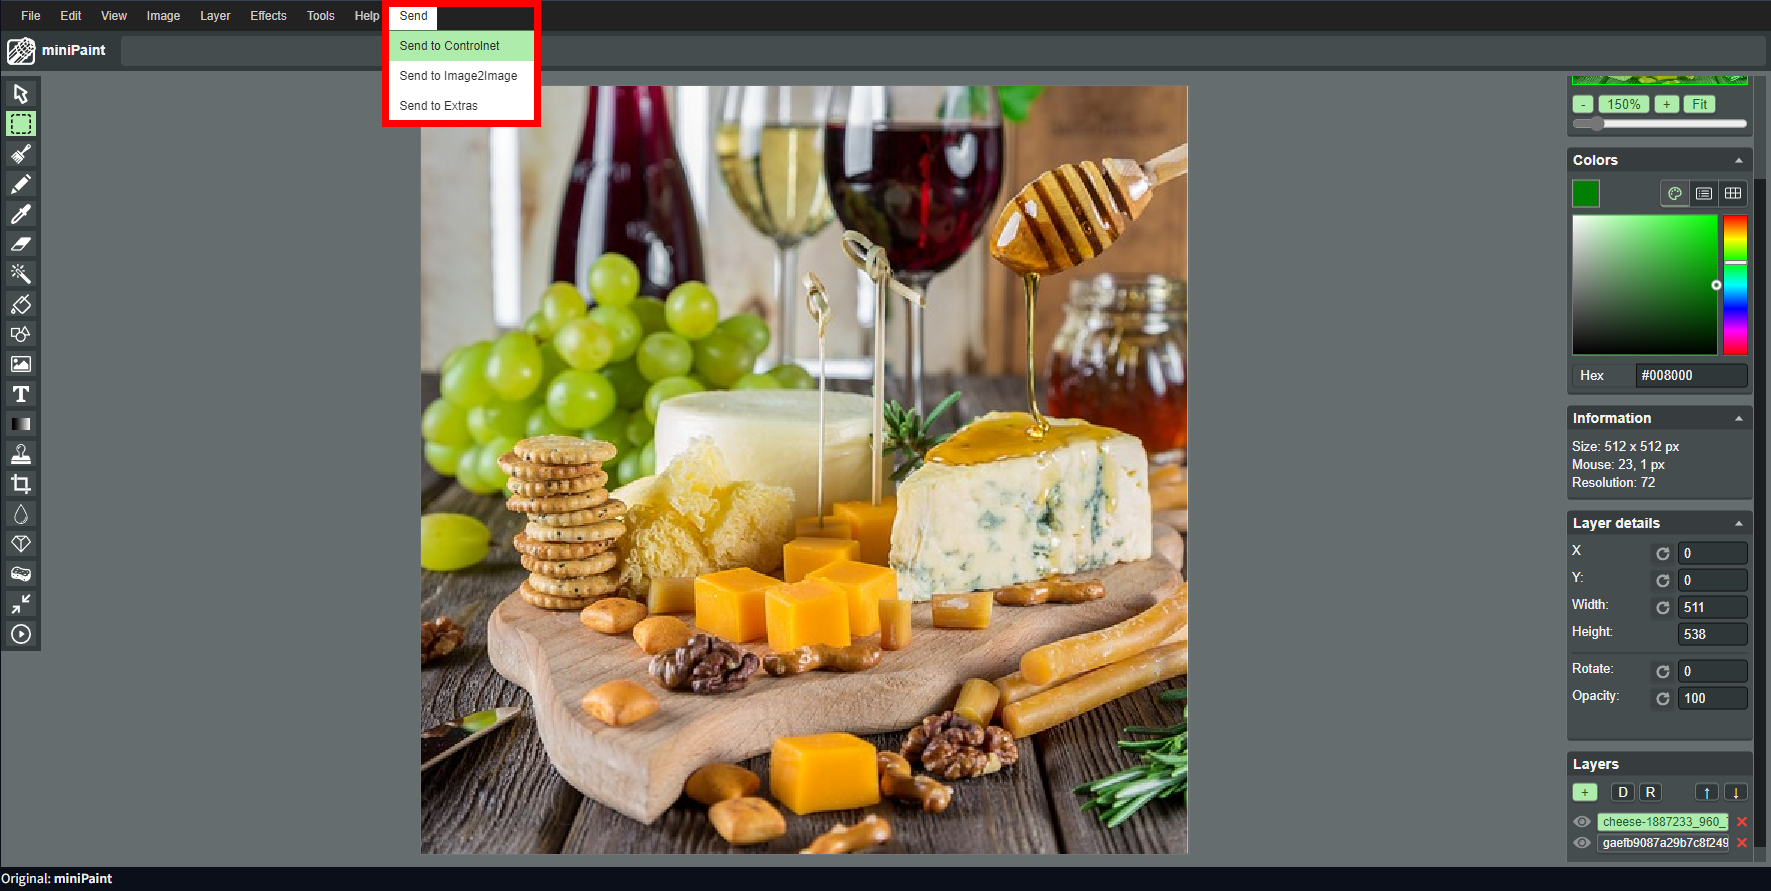 File Edit View Image Layer Effects Tools Help Send
Send to Controlnet
Send to Image2Image
Send to Extras
miniPaint
- 150% + Fit
Colors
Hex #008000
Information
Size: 512 x 512 px
Mouse: 23, 1 px
Resolution: 72
Layer details
X 0
Y: 0
Width: 511
Height: 538
Rotate: 0
Opacity: 100
Layers
+ D R ↑ ↓
cheese-1887233_960_
gaefb9087a29b7c8f249
Original: miniPaint